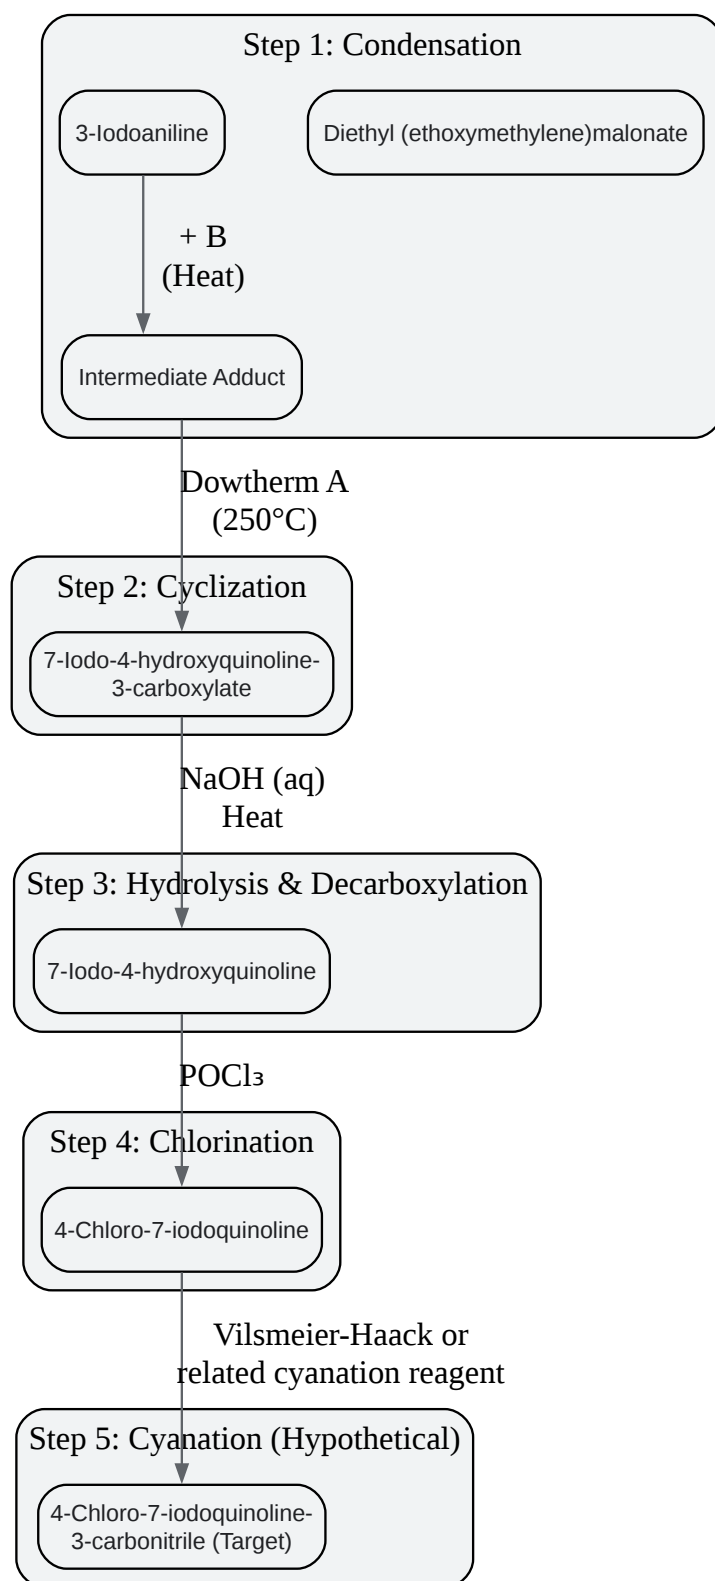 Step 1: Condensation
3-Iodoaniline
Diethyl (ethoxymethylene)malonate
+ B
(Heat)
Intermediate Adduct
Dowtherm A
(250°C)
Step 2: Cyclization
7-Iodo-4-hydroxyquinoline-
3-carboxylate
NaOH (aq)
Heat
Step 3: Hydrolysis & Decarboxylation
7-Iodo-4-hydroxyquinoline
POCl₃
Step 4: Chlorination
4-Chloro-7-iodoquinoline
Vilsmeier-Haack or
related cyanation reagent
Step 5: Cyanation (Hypothetical)
4-Chloro-7-iodoquinoline-
3-carbonitrile (Target)